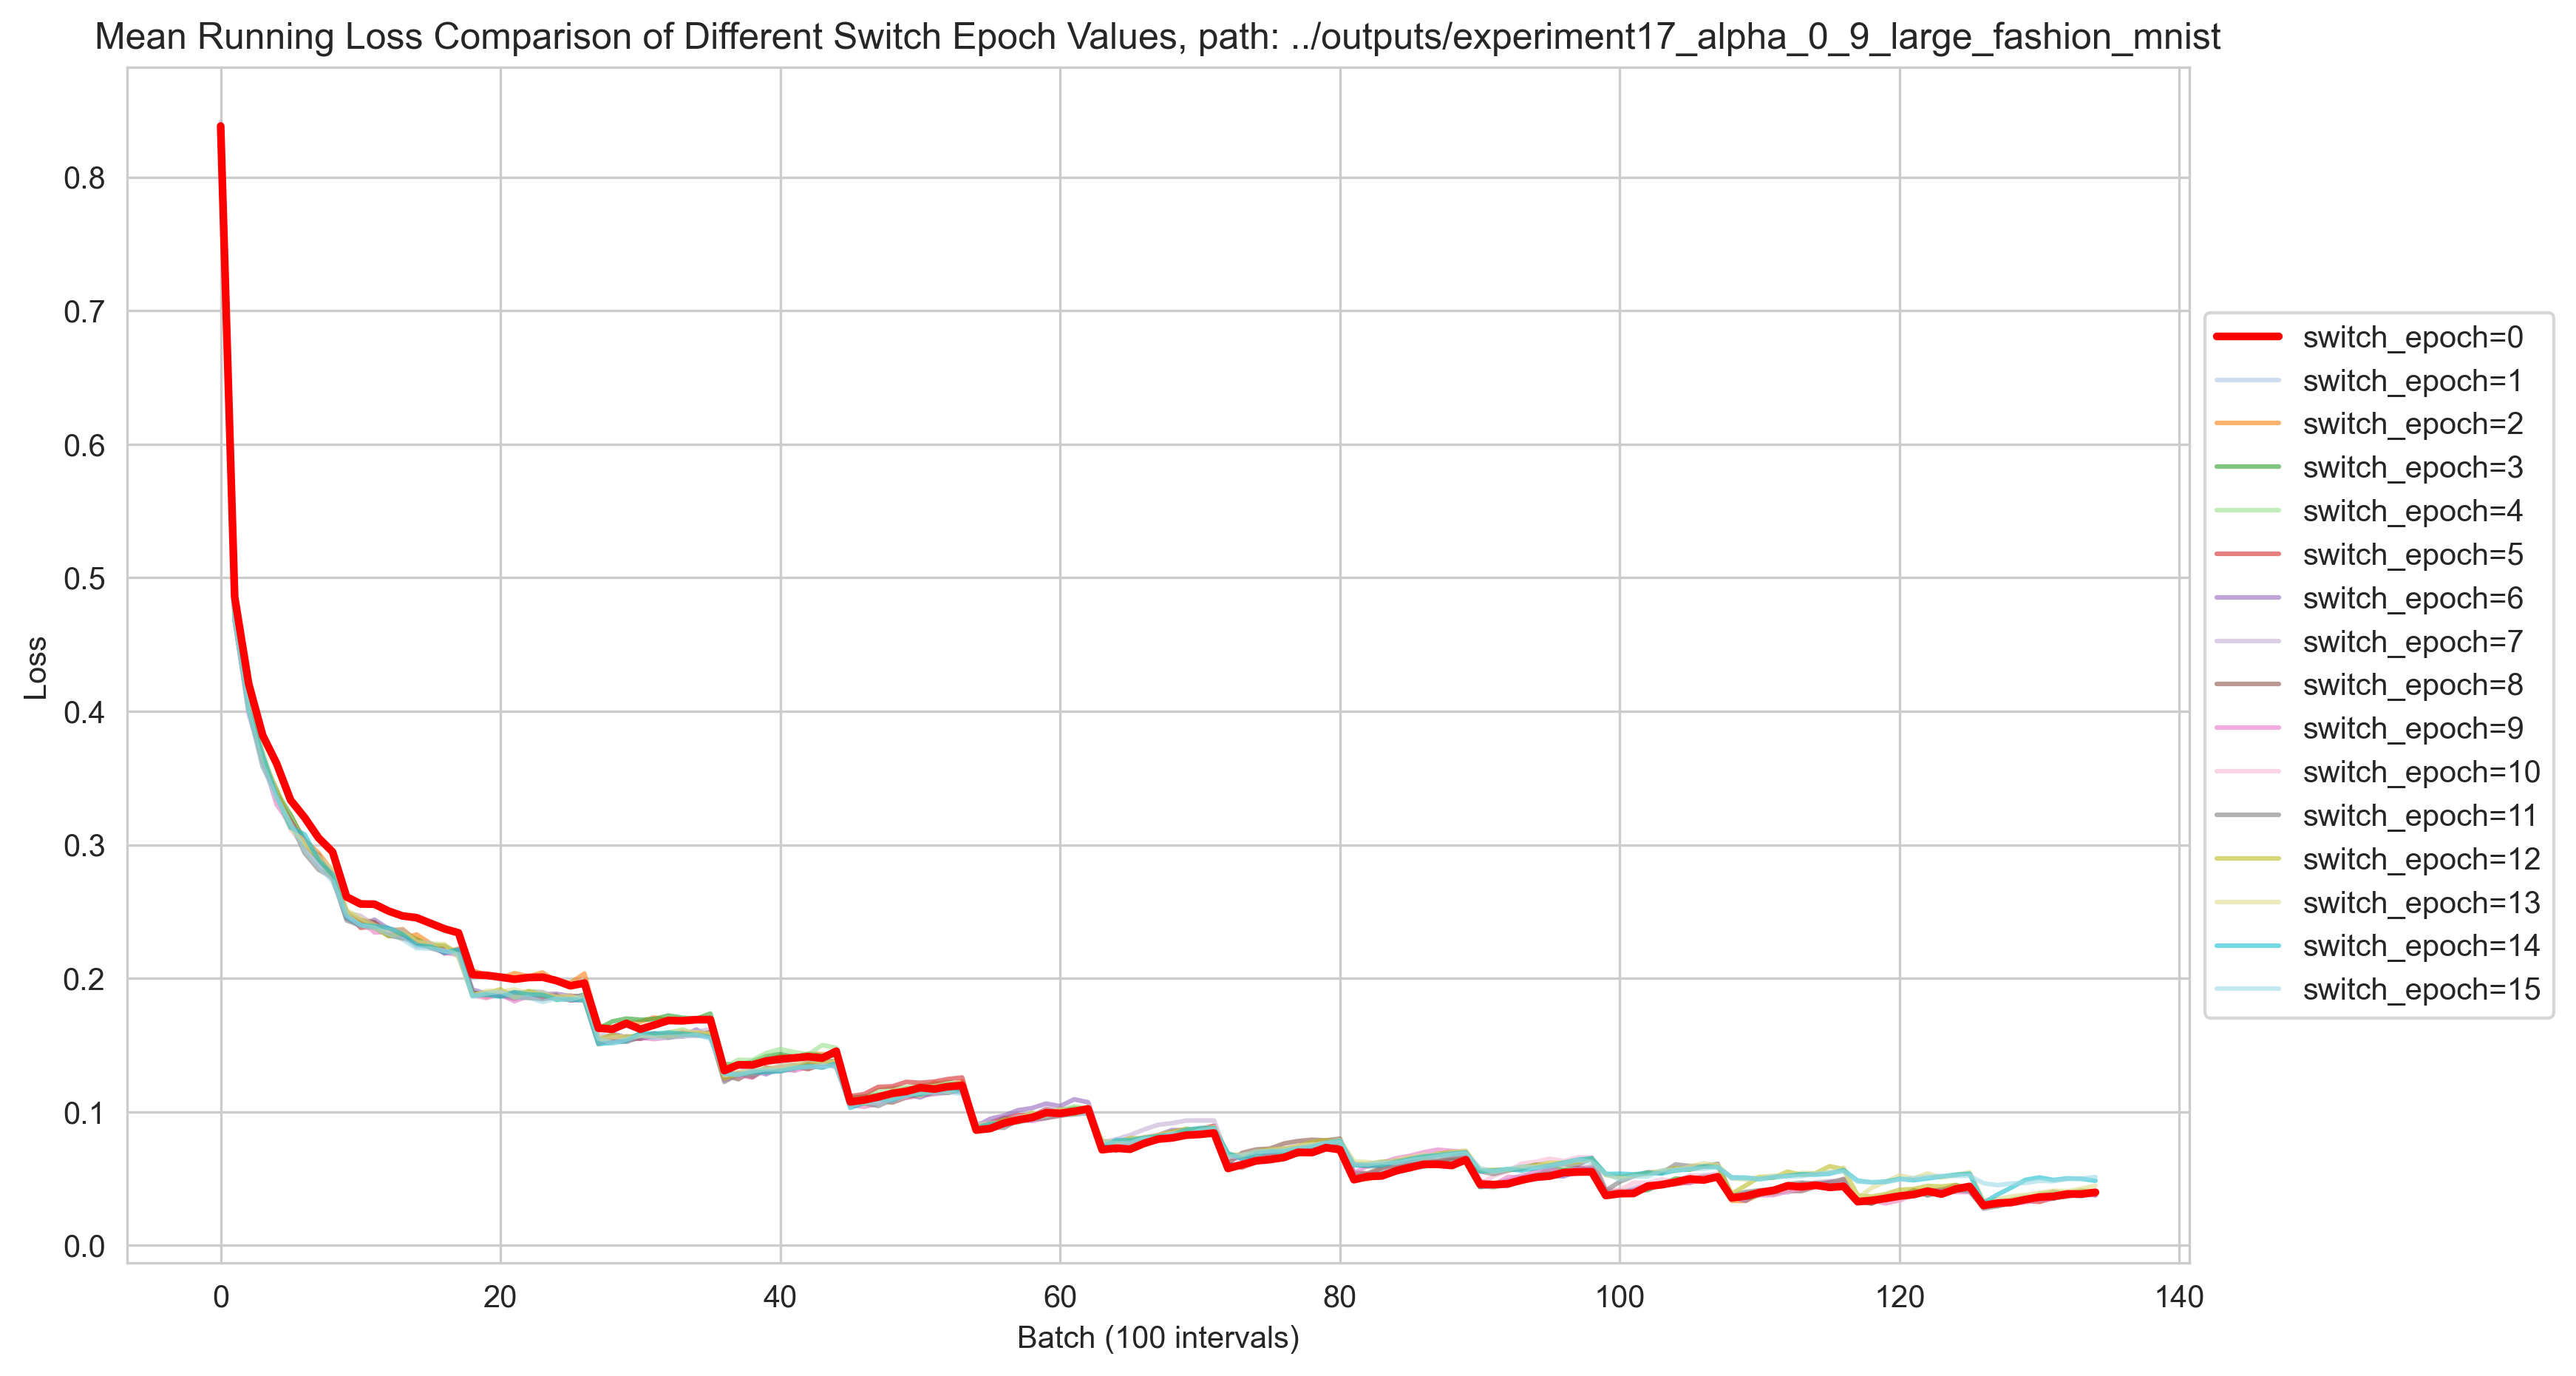 Mean Running Loss Comparison of Different Switch Epoch Values, path: ../outputs/experiment17_alpha_0_9_large_fashion_mnist
0.8
0.7
0.6
0.5
0.4
0.3
0.2
0.1
0.0
Loss
0 20 40 60 80 100 120 140
Batch (100 intervals)
switch_epoch=0
switch_epoch=1
switch_epoch=2
switch_epoch=3
switch_epoch=4
switch_epoch=5
switch_epoch=6
switch_epoch=7
switch_epoch=8
switch_epoch=9
switch_epoch=10
switch_epoch=11
switch_epoch=12
switch_epoch=13
switch_epoch=14
switch_epoch=15